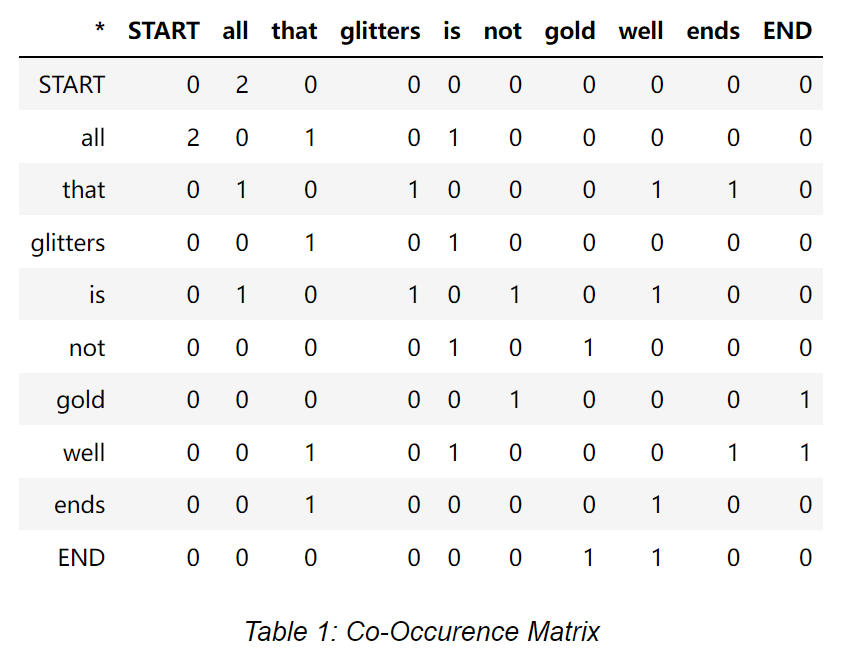 * START all that glitters is not gold well ends END
START 0 2 0 0 0 0 0 0 0 0
all 2 0 1 0 1 0 0 0 0 0
that 0 1 0 1 0 0 0 1 1 0
glitters 0 0 1 0 1 0 0 0 0 0
is 0 1 0 1 0 1 0 1 0 0
not 0 0 0 0 1 0 1 0 0 0
gold 0 0 0 0 0 1 0 0 0 1
well 0 0 1 0 1 0 0 0 1 1
ends 0 0 1 0 0 0 0 1 0 0
END 0 0 0 0 0 0 1 1 0 0
Table 1: Co-Occurence Matrix